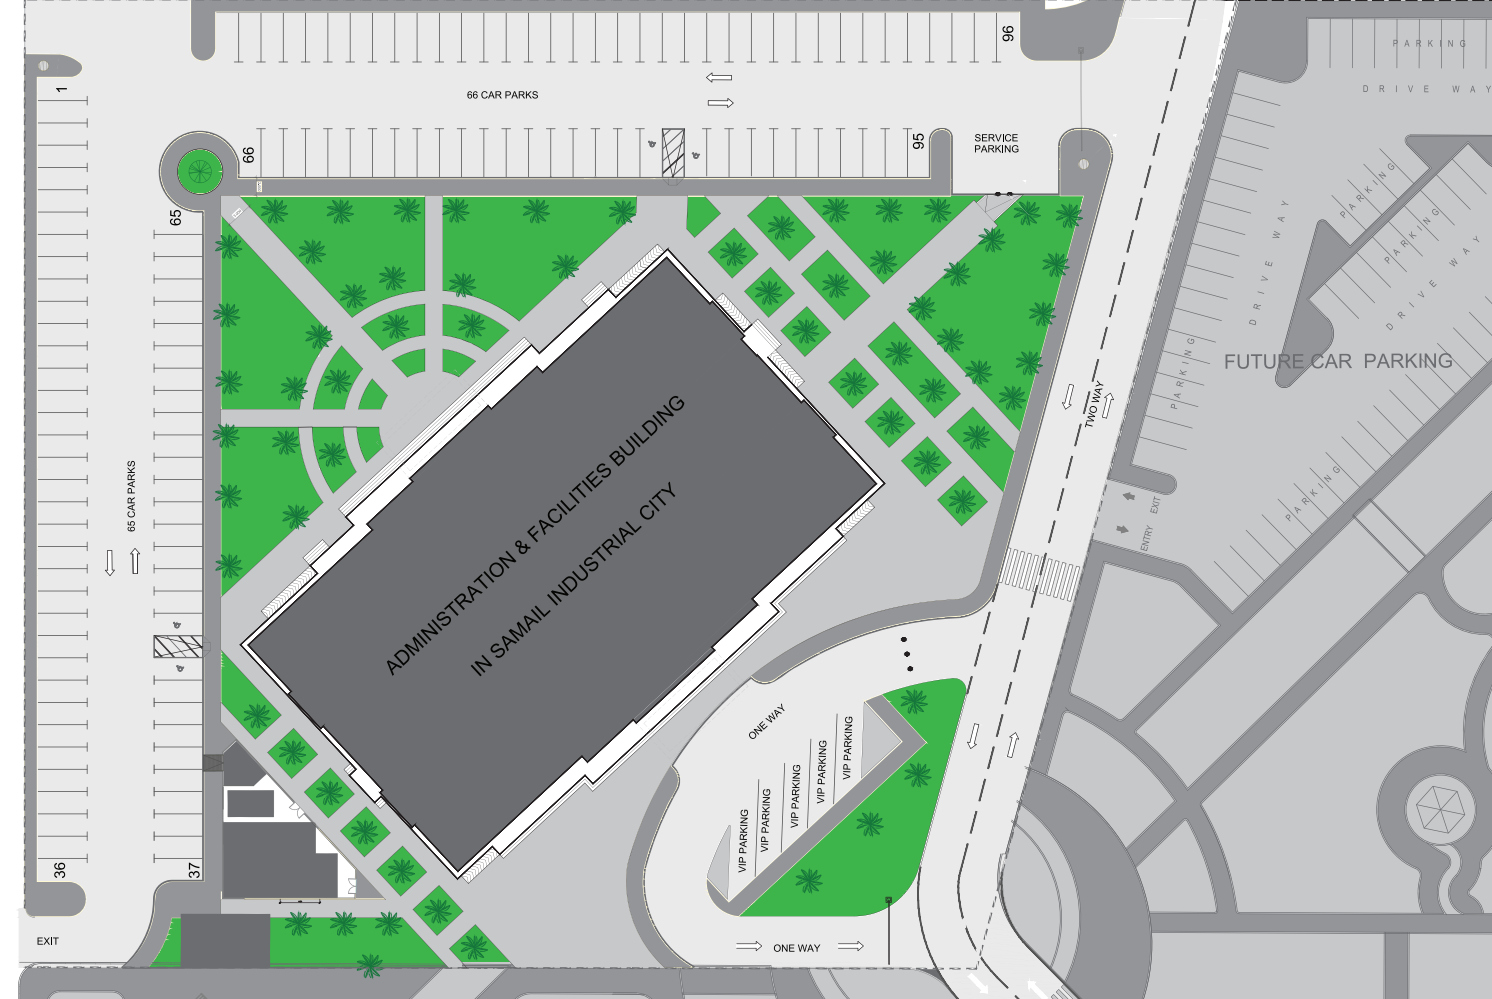 96
PARKING
1
66 CAR PARKS
DRIVE WAY
66
95
SERVICE
PARKING
65
PARKING
PARKING
DRIVE WAY
DRIVE WAY
PARKING
FUTURE CAR PARKING
TWO WAY
ADMINISTRATION & FACILITIES BUILDING
IN SAMAIL INDUSTRIAL CITY
65 CAR PARKS
PARKING
EXIT
ENTRY
ONE WAY
VIP PARKING
VIP PARKING
VIP PARKING
VIP PARKING
VIP PARKING
36
37
EXIT
ONE WAY